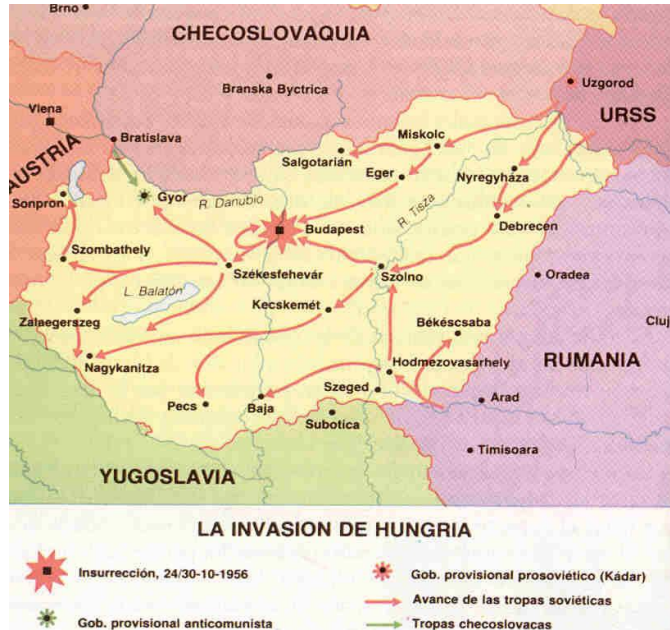 Brno
CHECOSLOVAQUIA
Branska Byctrica
Uzgorod
URSS
Viena
Bratislava
AUSTRIA
Miskolc
Salgotarián
Eger
Nyregyháza
Sonpron
Gyor
R. Danubio
R. Tisza
Budapest
Debrecen
Szombathely
Székesfehevár
Szolno
Oradea
L. Balatón
Kecskemét
Zalaegerszeg
Békéscsaba
Cluj
Nagykanitza
Hodmezovasarhely
RUMANIA
Pecs
Baja
Szeged
Arad
Subotica
Timisoara
YUGOSLAVIA
LA INVASION DE HUNGRIA
Insurrección, 24/30-10-1956
Gob. provisional prosoviético (Kádar)
Avance de las tropas soviéticas
Gob. provisional anticomunista
Tropas checoslovacas